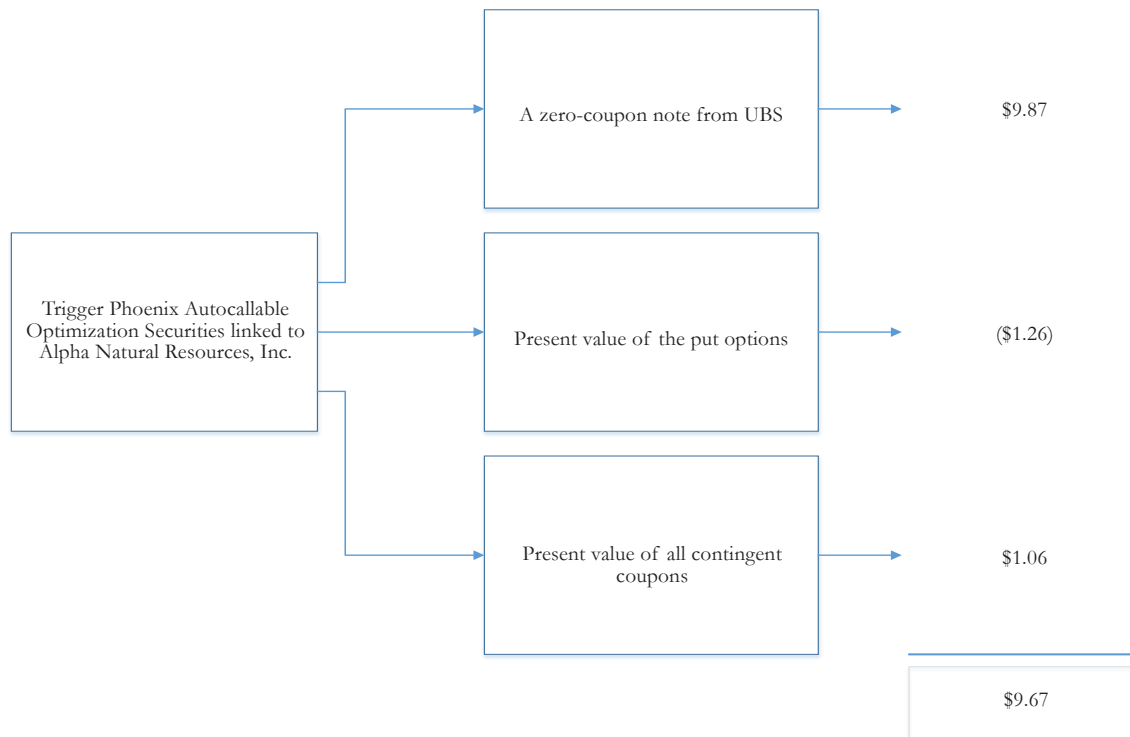 A zero-coupon note from UBS
$9.87
Trigger Phoenix Autocallable
Optimization Securities linked to
Alpha Natural Resources, Inc.
Present value of the put options
($1.26)
Present value of all contingent
coupons
$1.06
$9.67